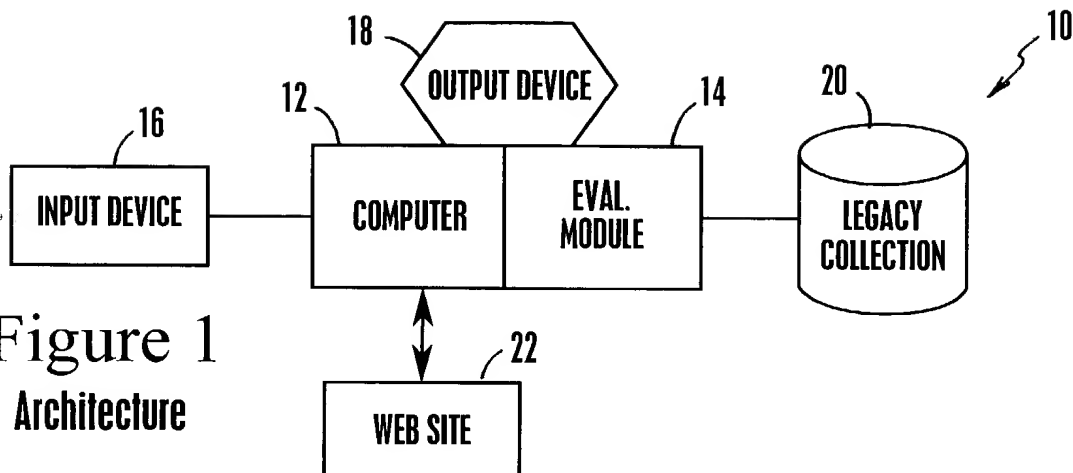 10
18
OUTPUT DEVICE
12
14
20
16
INPUT DEVICE
COMPUTER
EVAL.
MODULE
LEGACY
COLLECTION
Figure 1
Architecture
22
WEB SITE